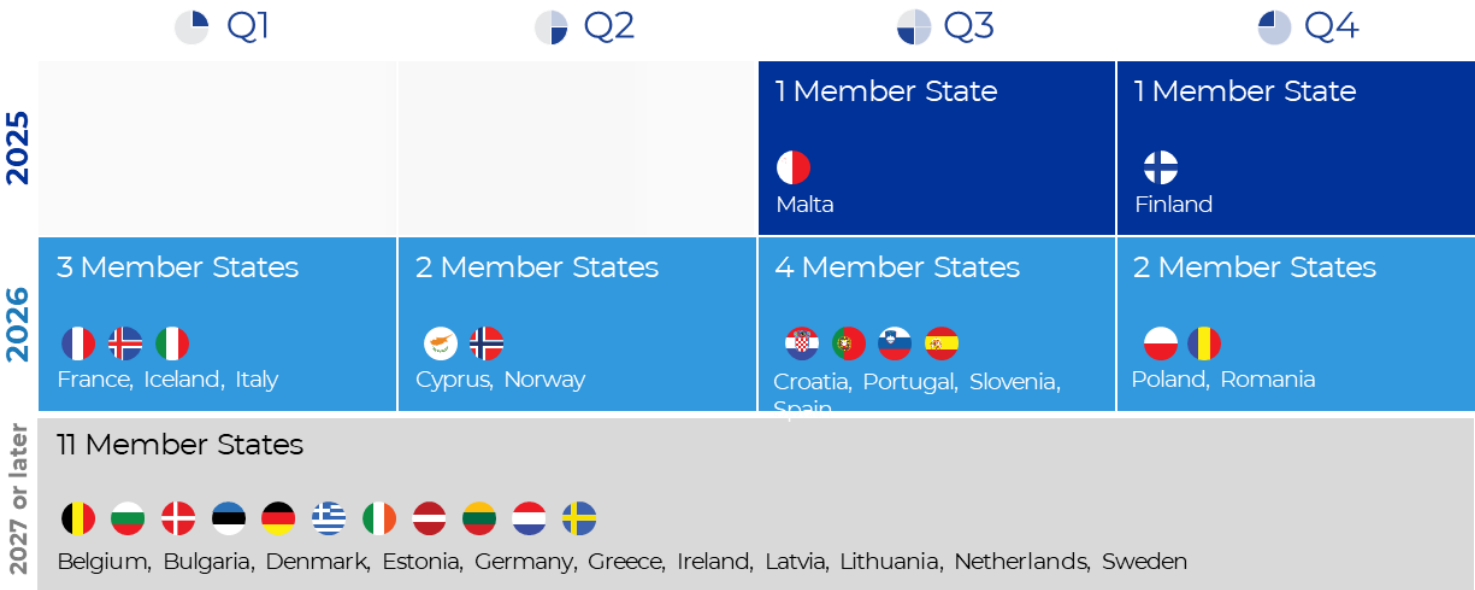 Q1
Q2
Q3
Q4
2025
1 Member State
Malta
1 Member State
Finland
2026
3 Member States
France, Iceland, Italy
2 Member States
Cyprus, Norway
4 Member States
Croatia, Portugal, Slovenia,
Spain
2 Member States
Poland, Romania
2027 or later
11 Member States
Belgium, Bulgaria, Denmark, Estonia, Germany, Greece, Ireland, Latvia, Lithuania, Netherlands, Sweden